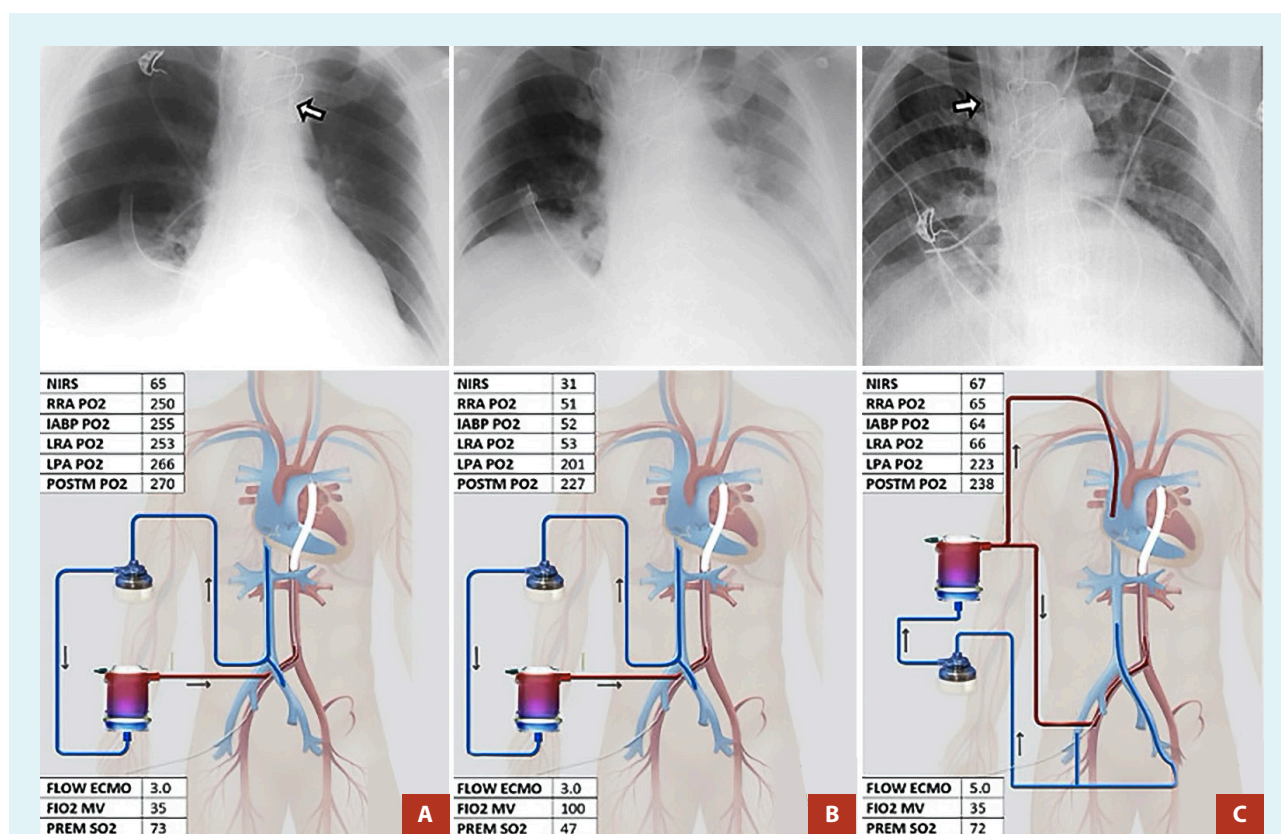 NIRS 65
RRA PO2 250
IABP PO2 255
LRA PO2 253
LPA PO2 266
POSTM PO2 270
FLOW ECMO 3.0
FIO2 MV 35
PREM SO2 73
A
NIRS 31
RRA PO2 51
IABP PO2 52
LRA PO2 53
LPA PO2 201
POSTM PO2 227
FLOW ECMO 3.0
FIO2 MV 100
PREM SO2 47
B
NIRS 67
RRA PO2 65
IABP PO2 64
LRA PO2 66
LPA PO2 223
POSTM PO2 238
FLOW ECMO 5.0
FIO2 MV 35
PREM SO2 72
C